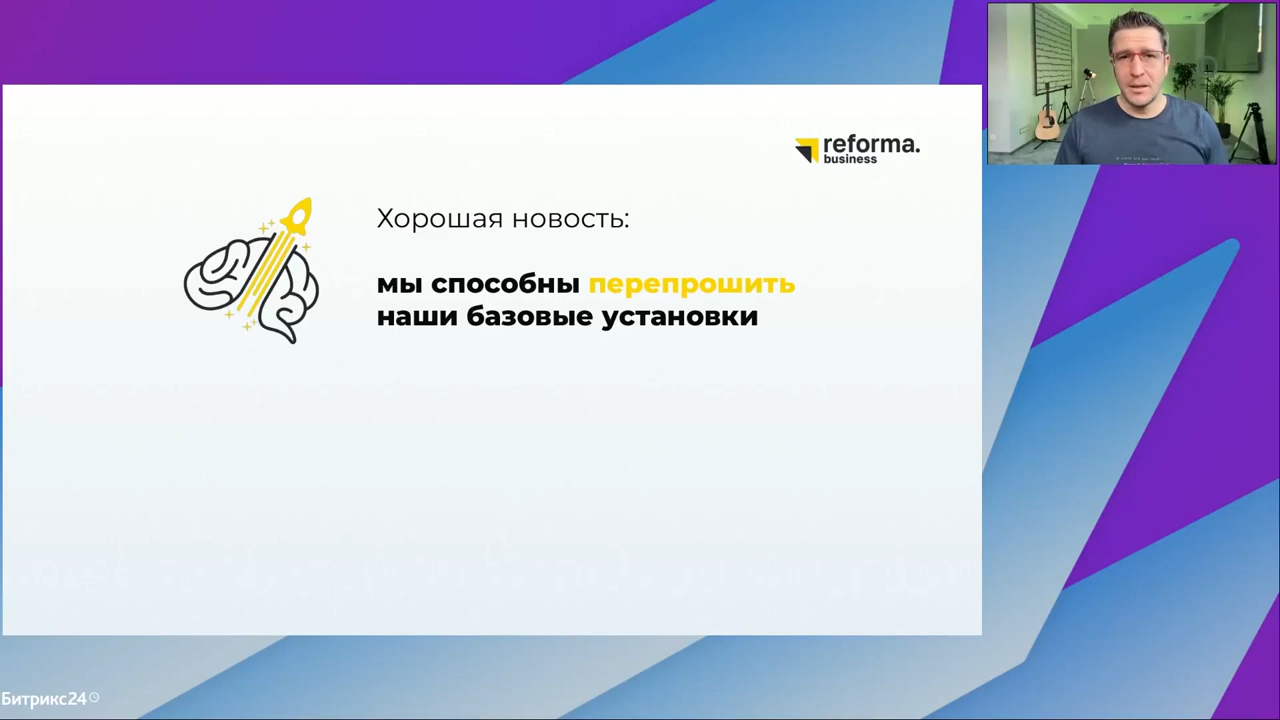 reforma.
business
Хорошая новость:
мы способны перепрошить
наши базовые установки
Битрикс24